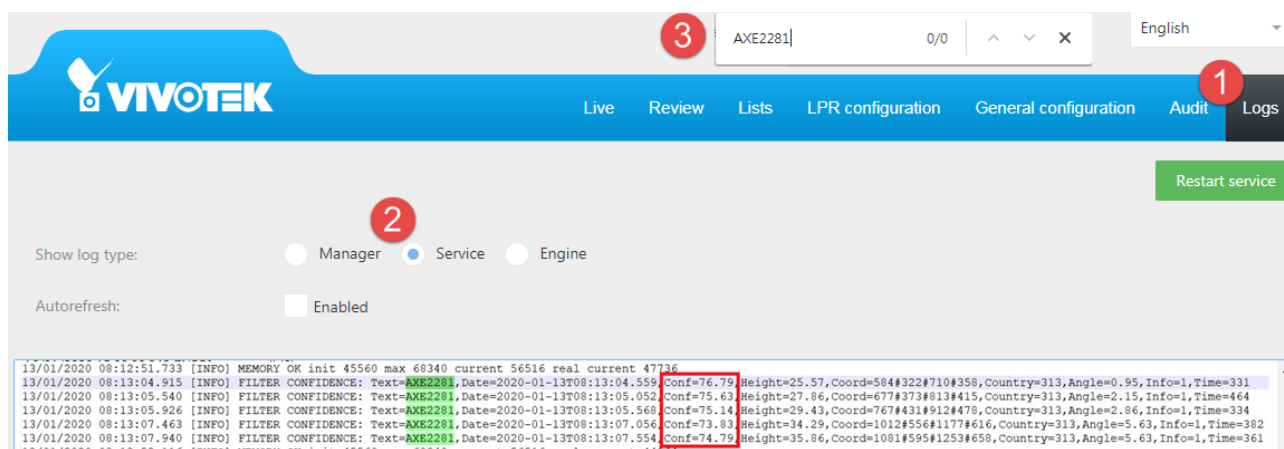 3 AXE2281 0/0 English
VIVOTEK
1
Live Review Lists LPR configuration General configuration Audit Logs
Restart service
2
Show log type: Manager Service Engine
Autorefresh: Enabled
13/01/2020 08:12:51.733 [INFO] MEMORY OK init 45560 max 68340 current 56516 real current 47736
13/01/2020 08:13:04.915 [INFO] FILTER CONFIDENCE: Text=AXE2281,Date=2020-01-13T08:13:04.559,Conf=76.79,Height=25.57,Coord=584#322#710#358,Country=313,Angle=0.95,Info=1,Time=331
13/01/2020 08:13:05.540 [INFO] FILTER CONFIDENCE: Text=AXE2281,Date=2020-01-13T08:13:05.052,Conf=75.63,Height=27.86,Coord=677#373#813#415,Country=313,Angle=2.15,Info=1,Time=464
13/01/2020 08:13:05.926 [INFO] FILTER CONFIDENCE: Text=AXE2281,Date=2020-01-13T08:13:05.568,Conf=75.14,Height=29.43,Coord=767#431#912#478,Country=313,Angle=2.86,Info=1,Time=334
13/01/2020 08:13:07.463 [INFO] FILTER CONFIDENCE: Text=AXE2281,Date=2020-01-13T08:13:07.056,Conf=73.83,Height=34.29,Coord=1012#556#1177#616,Country=313,Angle=5.63,Info=1,Time=382
13/01/2020 08:13:07.940 [INFO] FILTER CONFIDENCE: Text=AXE2281,Date=2020-01-13T08:13:07.554,Conf=74.79,Height=35.86,Coord=1081#595#1253#658,Country=313,Angle=5.63,Info=1,Time=361